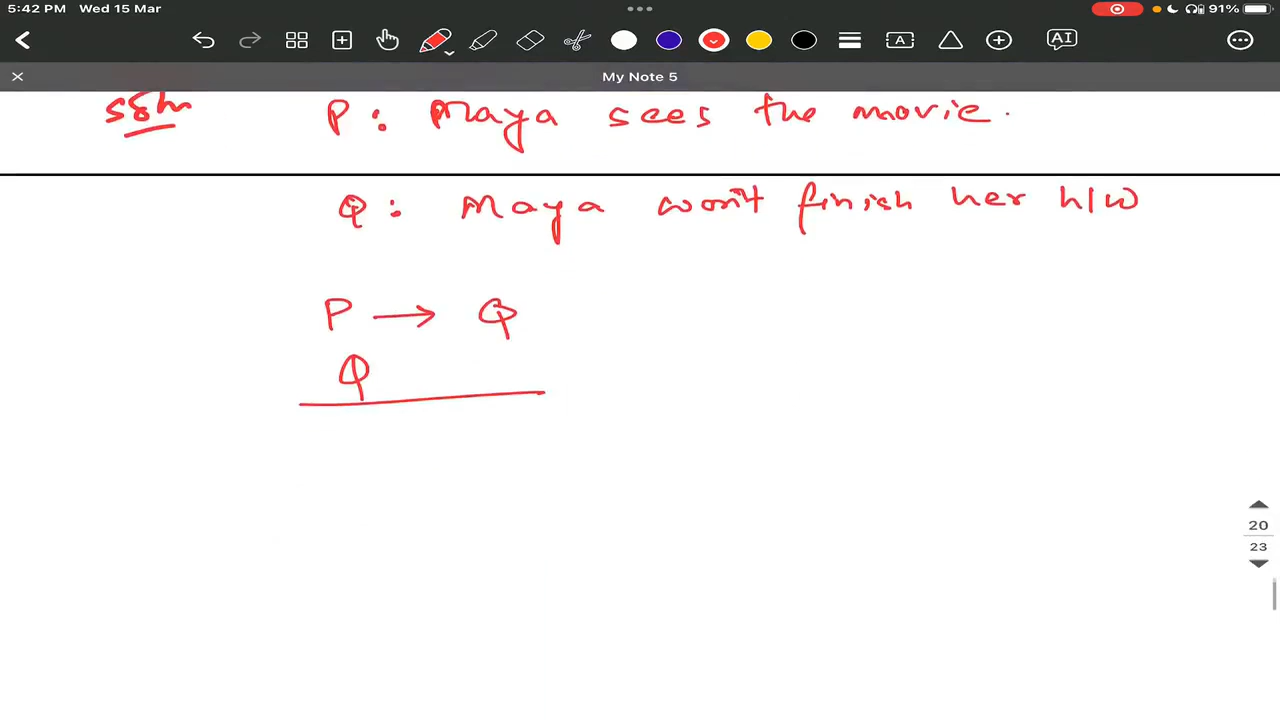 5:42 PM Wed 15 Mar
91%
A
AI
My Note 5
P: Maya sees the movie.
Q: Maya won't finish her h/w
P → Q
Q
20
23